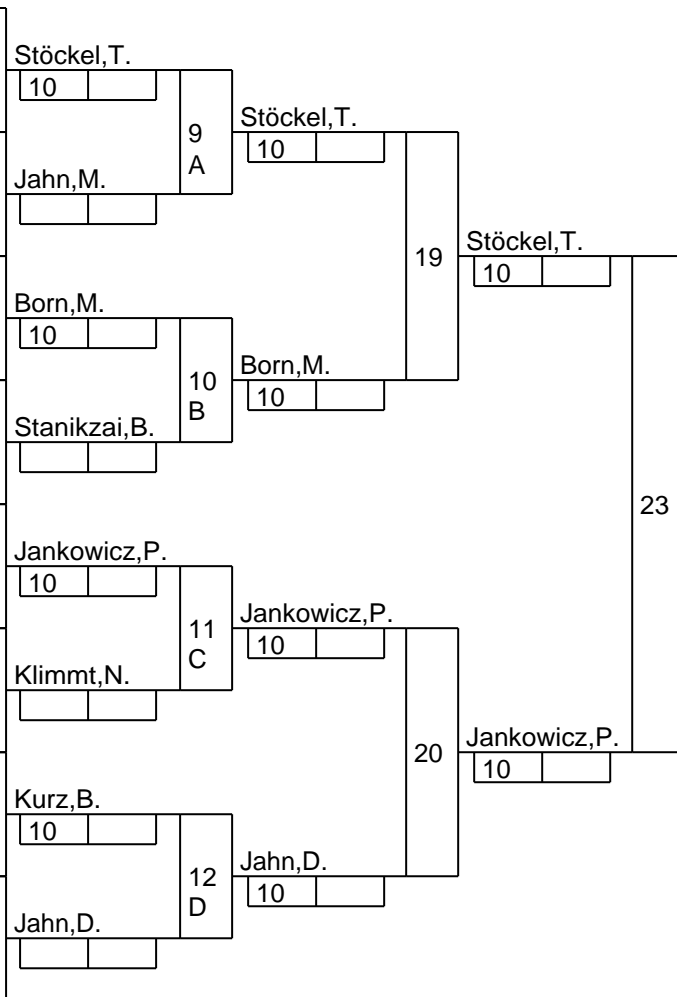 Stöckel,T.
10
9
A
Jahn,M.
Born,M.
10
10
B
Stanikzai,B.
Jankowicz,P.
10
11
C
Klimmt,N.
Kurz,B.
10
12
D
Jahn,D.
Stöckel,T.
10
19
Born,M.
10
Jankowicz,P.
10
20
Jahn,D.
10
Stöckel,T.
10
23
Jankowicz,P.
10